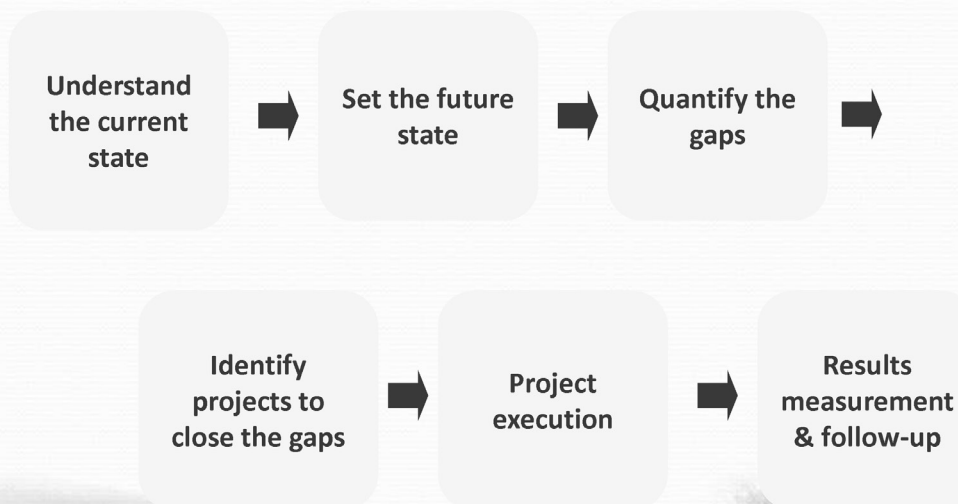 Understand
the current
state
Set the future
state
Quantify the
gaps
Identify
projects to
close the gaps
Project
execution
Results
measurement
& follow-up